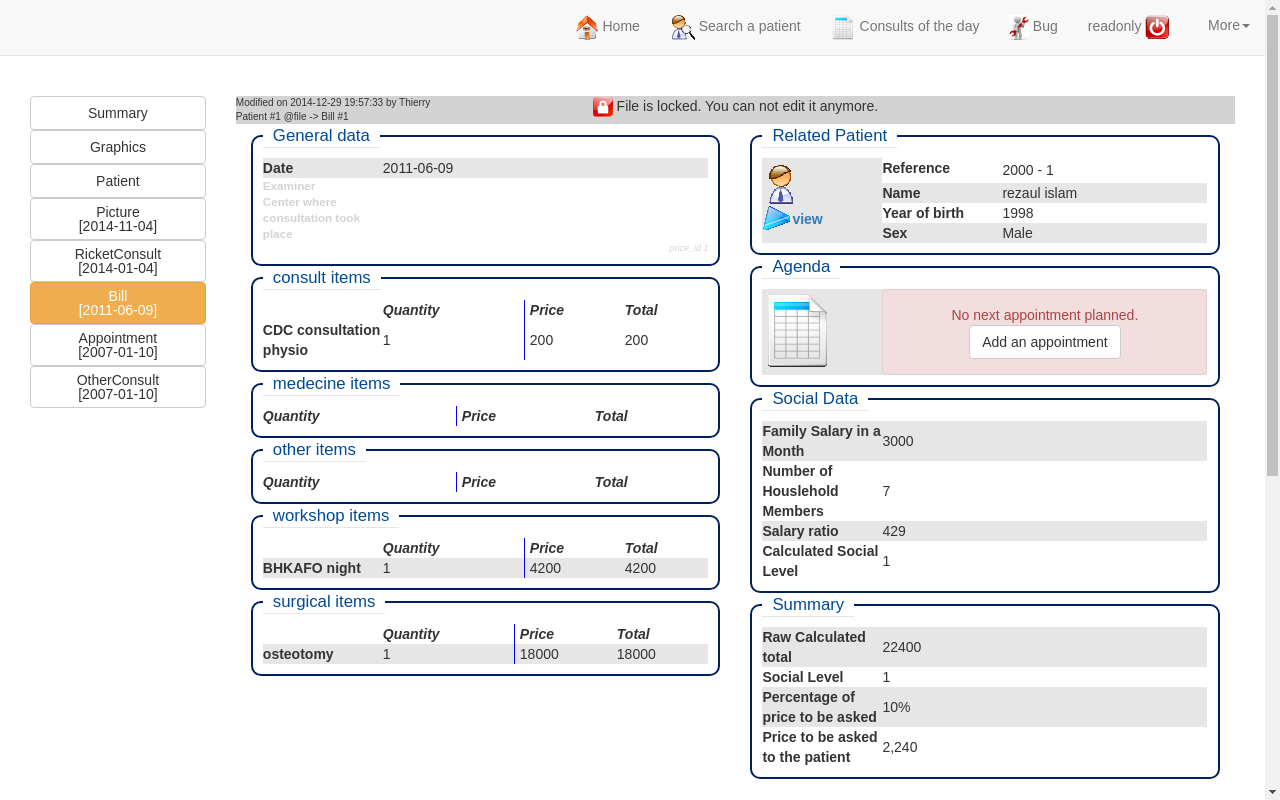 Home
Search a patient
Consults of the day
Bug
readonly
More
Summary
Graphics
Patient
Picture
[2014-11-04]
RicketConsult
[2014-01-04]
Bill
[2011-06-09]
Appointment
[2007-01-10]
OtherConsult
[2007-01-10]
Modified on 2014-12-29 19:57:33 by Thierry
Patient #1 @file -> Bill #1
File is locked. You can not edit it anymore.
General data
Date 2011-06-09
Examiner
Center where
consultation took
place
price_id 1
consult items
Quantity Price Total
CDC consultation
physio 1 200 200
medecine items
Quantity Price Total
other items
Quantity Price Total
workshop items
Quantity Price Total
BHKAFO night 1 4200 4200
surgical items
Quantity Price Total
osteotomy 1 18000 18000
Related Patient
view
Reference 2000 - 1
Name rezaul islam
Year of birth 1998
Sex Male
Agenda
No next appointment planned.
Add an appointment
Social Data
Family Salary in a
Month 3000
Number of
Houslehold
Members 7
Salary ratio 429
Calculated Social
Level 1
Summary
Raw Calculated
total 22400
Social Level 1
Percentage of
price to be asked 10%
Price to be asked
to the patient 2,240